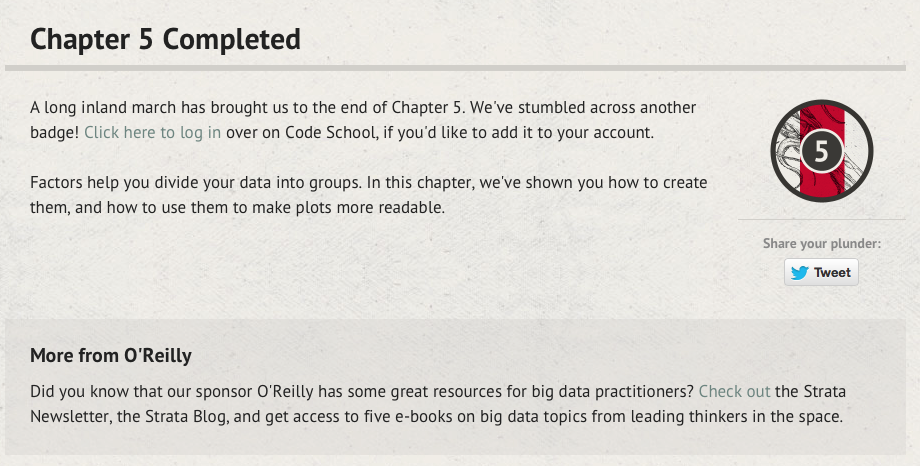 Chapter 5 Completed
A long inland march has brought us to the end of Chapter 5. We've stumbled across another
badge! Click here to log in over on Code School, if you'd like to add it to your account.
Factors help you divide your data into groups. In this chapter, we've shown you how to create
them, and how to use them to make plots more readable.
5
Share your plunder:
Tweet
More from O'Reilly
Did you know that our sponsor O'Reilly has some great resources for big data practitioners? Check out the Strata
Newsletter, the Strata Blog, and get access to five e-books on big data topics from leading thinkers in the space.